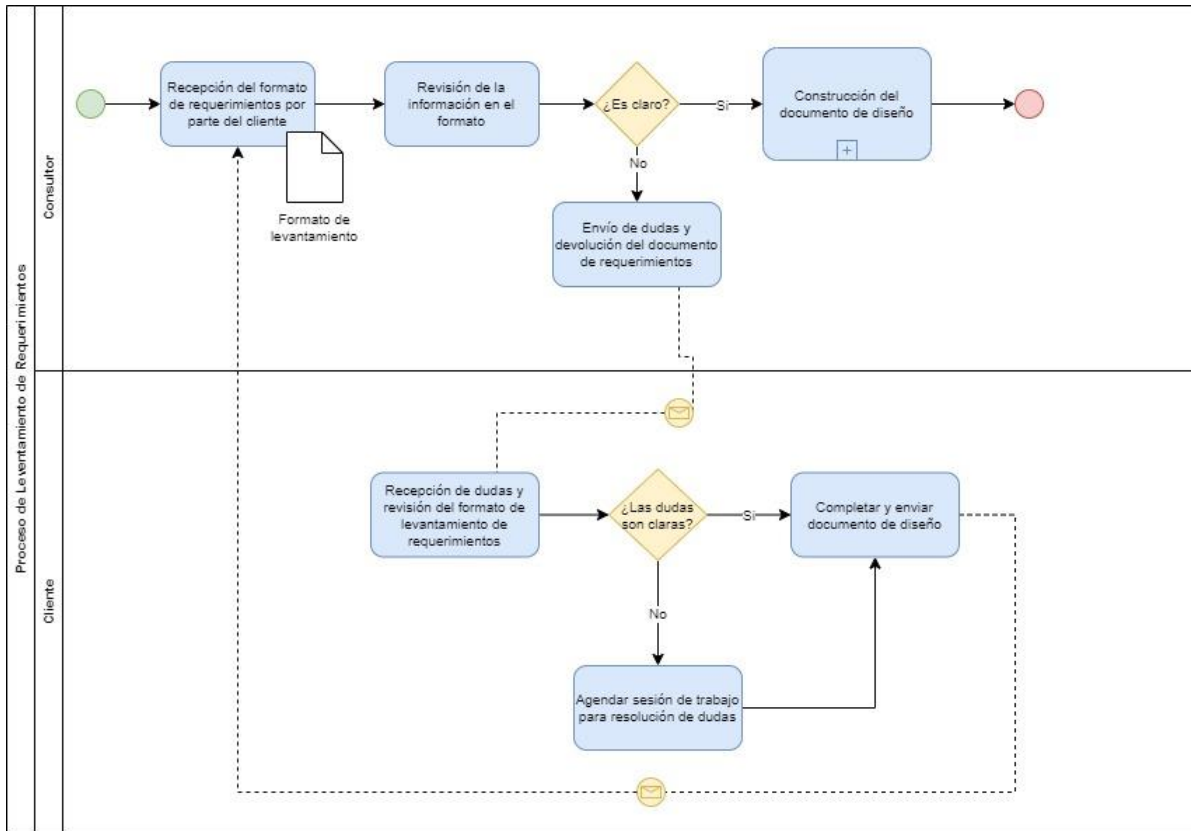 Proceso de Levantamiento de Requerimientos
Consultor
Recepción del formato
de requerimientos por
parte del cliente
Formato de
levantamiento
Revisión de la
información en el
formato
¿Es claro?
Si
Construcción del
documento de diseño
No
Envío de dudas y
devolución del documento
de requerimientos
Cliente
Recepción de dudas y
revisión del formato de
levantamiento de
requerimientos
¿Las dudas
son claras?
Si
Completar y enviar
documento de diseño
No
Agendar sesión de trabajo
para resolución de dudas